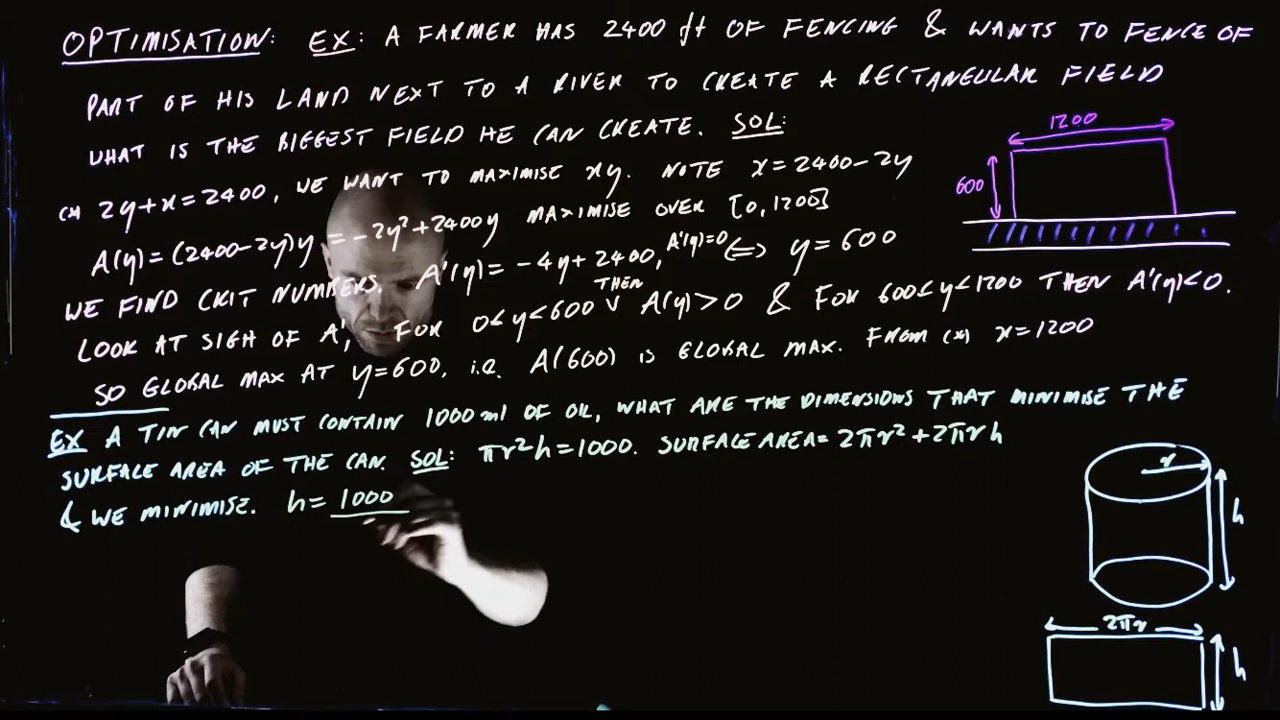 OPTIMISATION: EX: A FARMER HAS 2400 ft OF FENCING & WANTS TO FENCE OF
PART OF HIS LAND NEXT TO A RIVER TO CREATE A RECTANGULAR FIELD
WHAT IS THE BIGGEST FIELD HE CAN CREATE. SOL:
(*) 2y+x=2400, WE WANT TO MAXIMISE xy. NOTE x=2400-2y
A(y)=(2400-2y)y=-2y²+2400y MAXIMISE OVER [0,1200]
WE FIND CRIT NUMBERS. A'(y)=-4y+2400, A'(y)=0 ⇔ y=600
LOOK AT SIGN OF A', FOR 0<y<600 THEN A(y)>0 & FOR 600<y<1200 THEN A'(y)<0.
SO GLOBAL MAX AT y=600, i.e. A(600) IS GLOBAL MAX. FROM (*) x=1200
1200
600
EX A TIN CAN MUST CONTAIN 1000ml OF OIL, WHAT ARE THE DIMENSIONS THAT MINIMISE THE
SURFACE AREA OF THE CAN. SOL: πr²h=1000. SURFACE AREA=2πr²+2πrh
& WE MINIMISE. h=1000
r
h
2πr
h